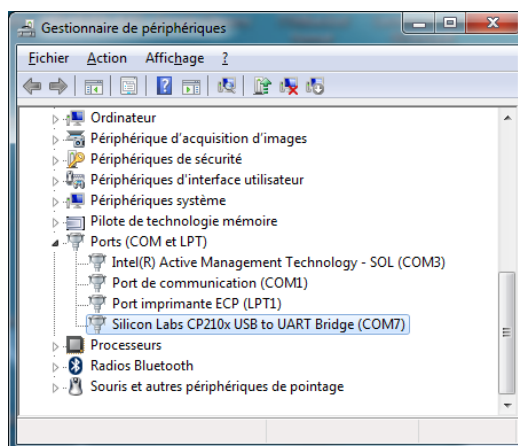 Gestionnaire de périphériques
Fichier Action Affichage ?
Ordinateur
Périphérique d'acquisition d'images
Périphériques de sécurité
Périphériques d'interface utilisateur
Périphériques système
Pilote de technologie mémoire
Ports (COM et LPT)
Intel(R) Active Management Technology - SOL (COM3)
Port de communication (COM1)
Port imprimante ECP (LPT1)
Silicon Labs CP210x USB to UART Bridge (COM7)
Processeurs
Radios Bluetooth
Souris et autres périphériques de pointage